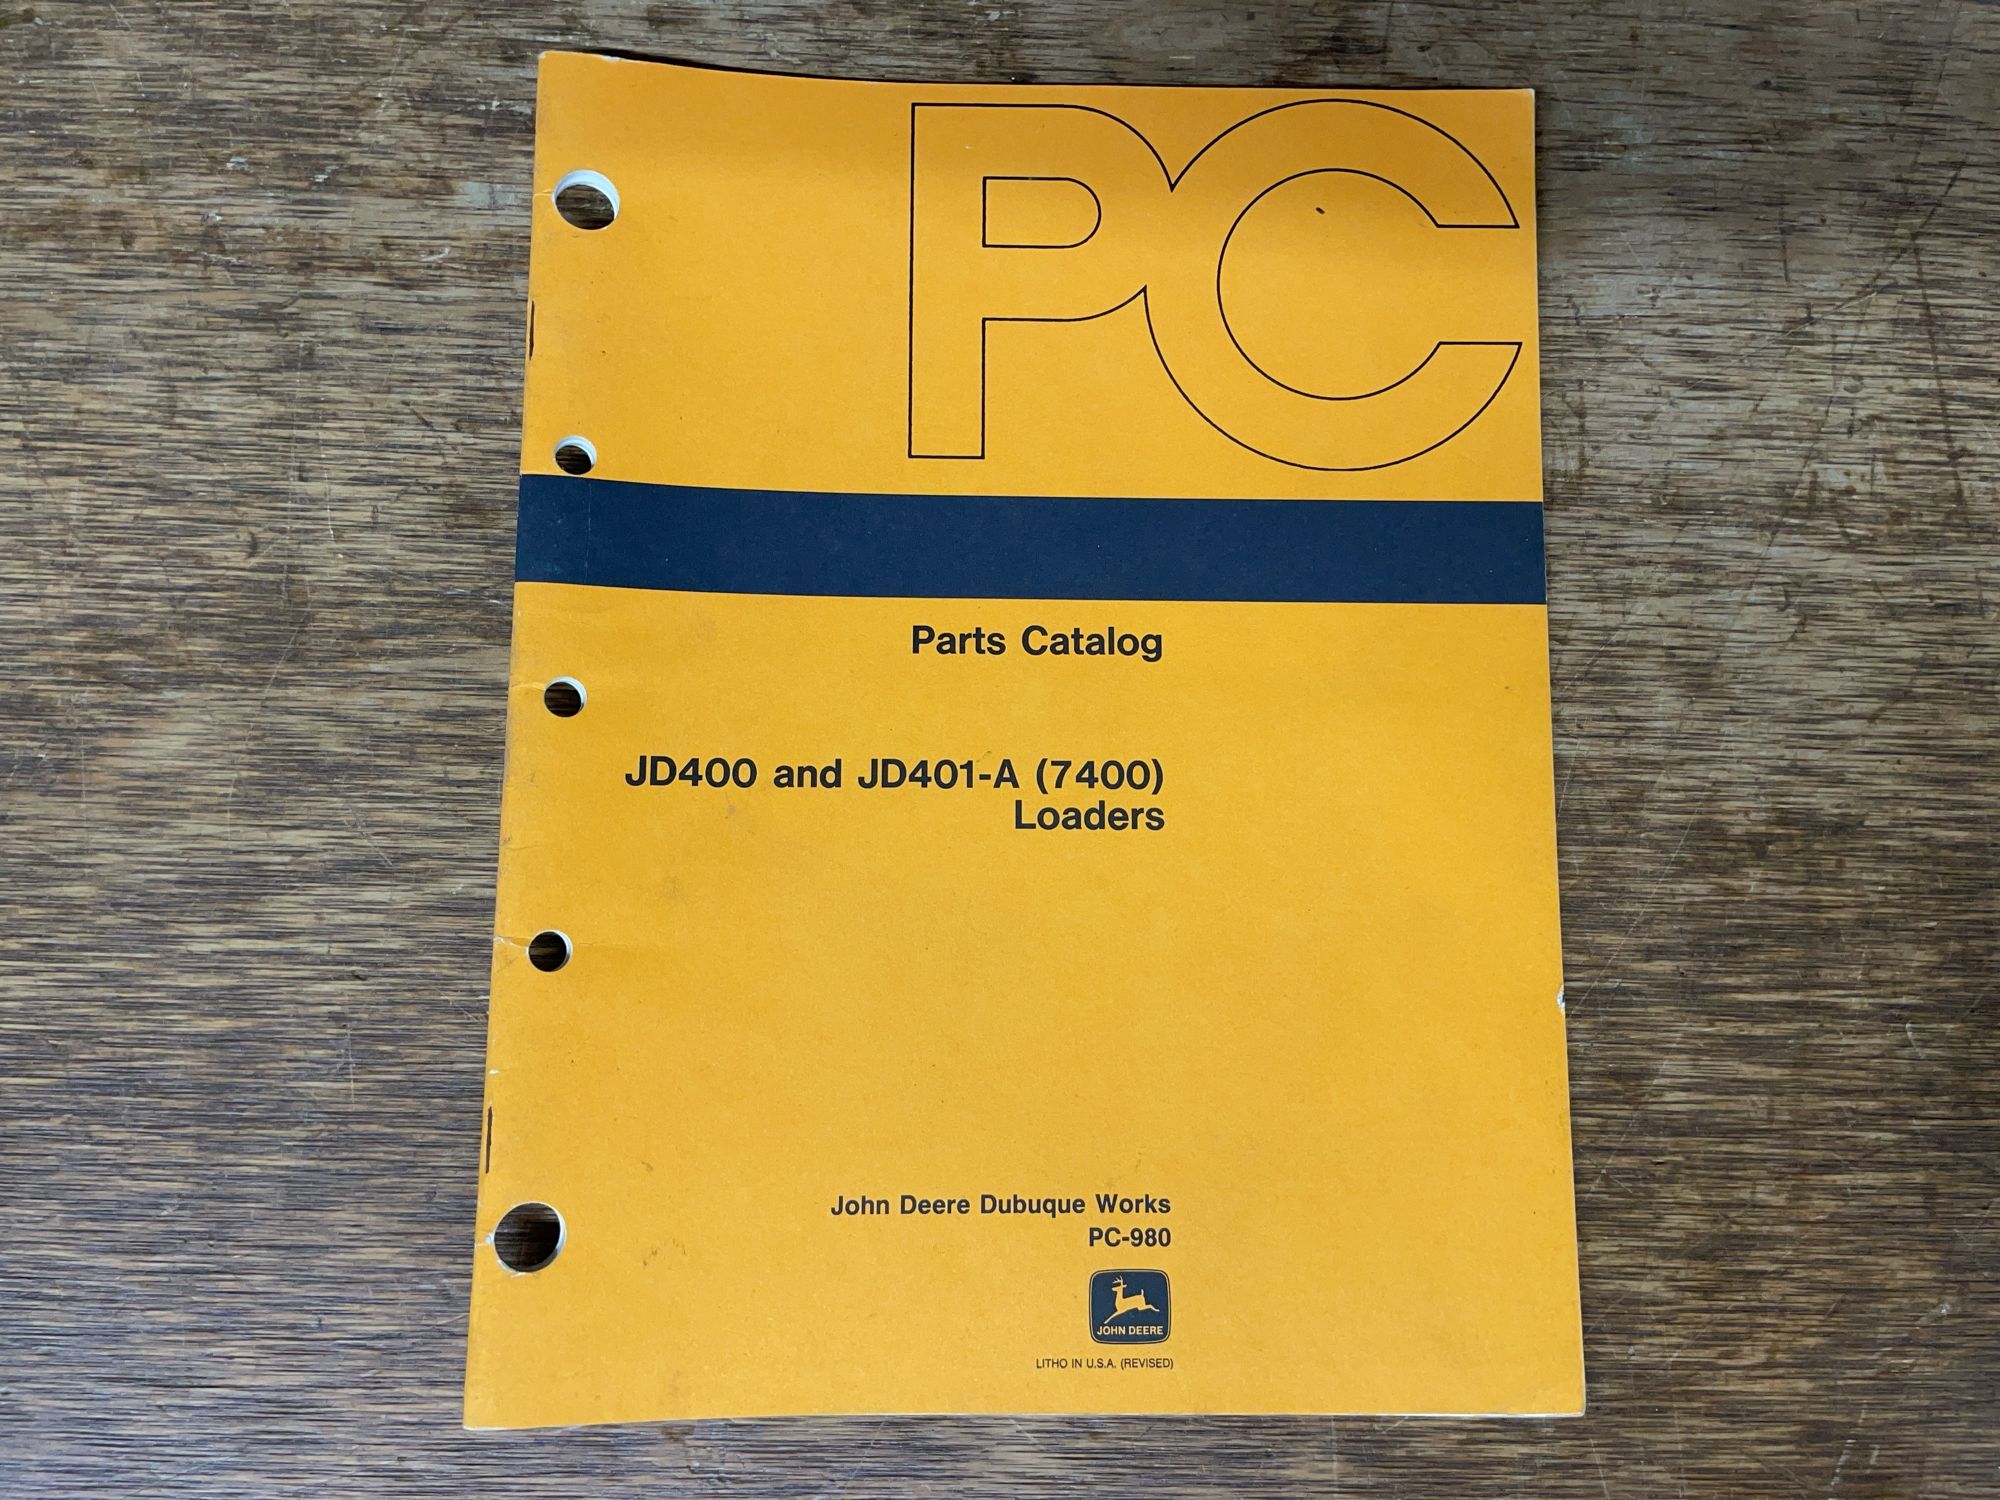 PC
Parts Catalog
JD400 and JD401-A (7400)
Loaders
John Deere Dubuque Works
PC-980
JOHN DEERE
LITHO IN U.S.A. (REVISED)